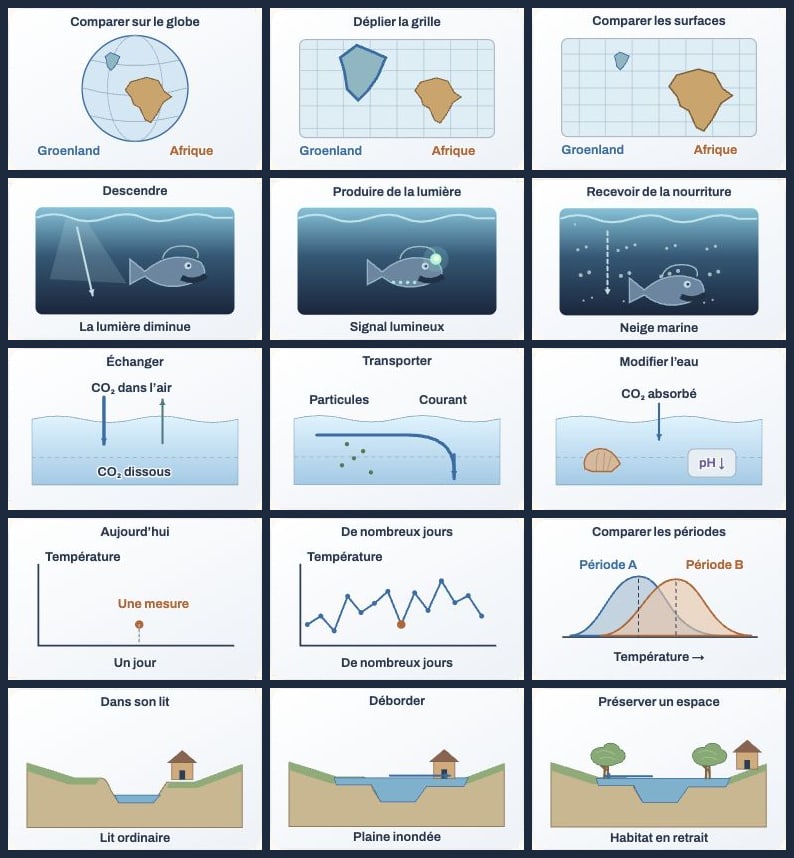 Comparer sur le globe
Groenland
Afrique
Déplier la grille
Groenland
Afrique
Comparer les surfaces
Groenland
Afrique
Descendre
La lumière diminue
Produire de la lumière
Signal lumineux
Recevoir de la nourriture
Neige marine
Échanger
CO₂ dans l’air
CO₂ dissous
Transporter
Particules
Courant
Modifier l’eau
CO₂ absorbé
pH ↓
Aujourd’hui
Température
Une mesure
Un jour
De nombreux jours
Température
De nombreux jours
Comparer les périodes
Période A
Période B
Température →
Dans son lit
Lit ordinaire
Déborder
Plaine inondée
Préserver un espace
Habitat en retrait